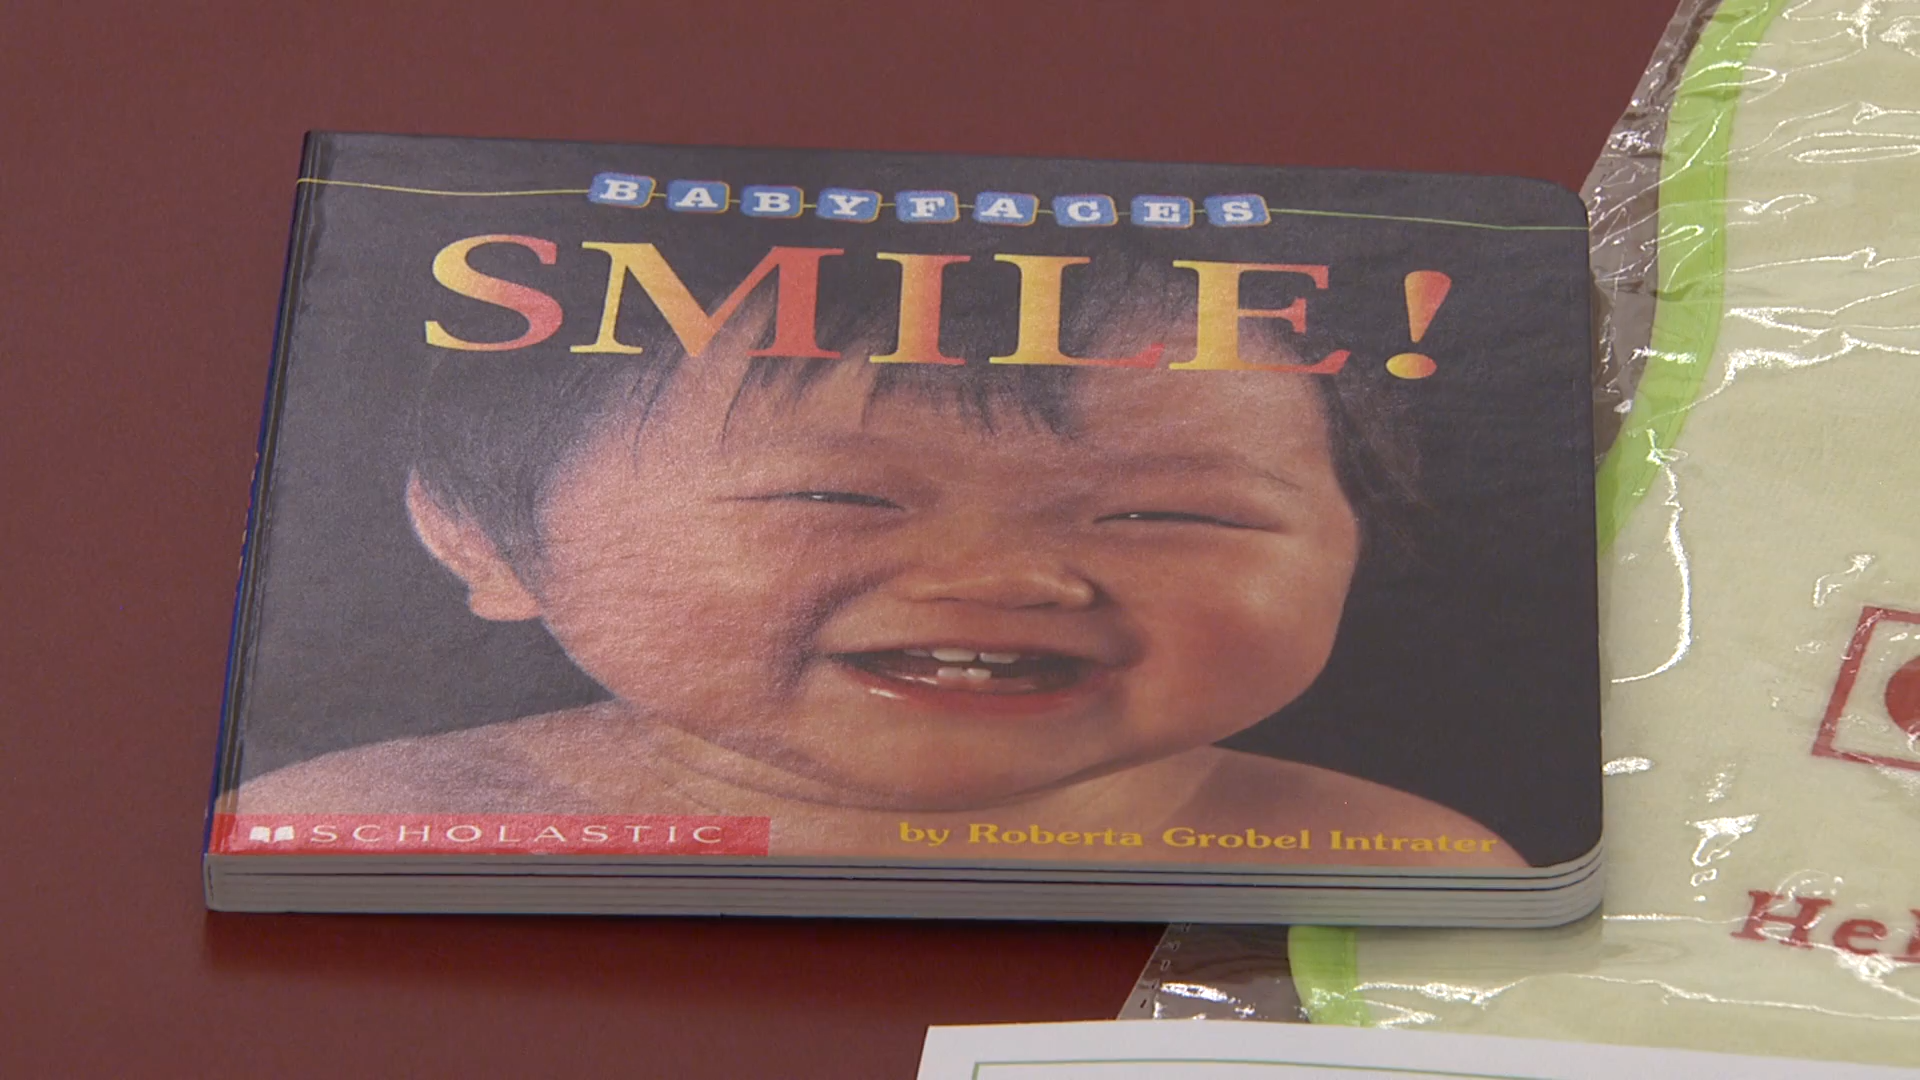 BABYFACES
SMILE!
SCHOLASTIC
by Roberta Grobel Intrater